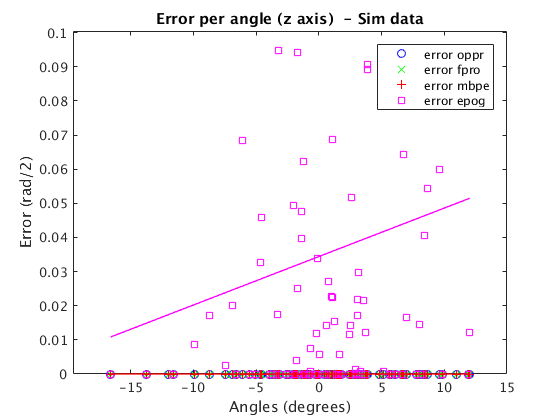 Error per angle (z axis) - Sim data
error oppr
error fpro
error mbpe
error epog
Error (rad/2)
0.1
0.09
0.08
0.07
0.06
0.05
0.04
0.03
0.02
0.01
0
-15
-10
-5
0
5
10
15
Angles (degrees)